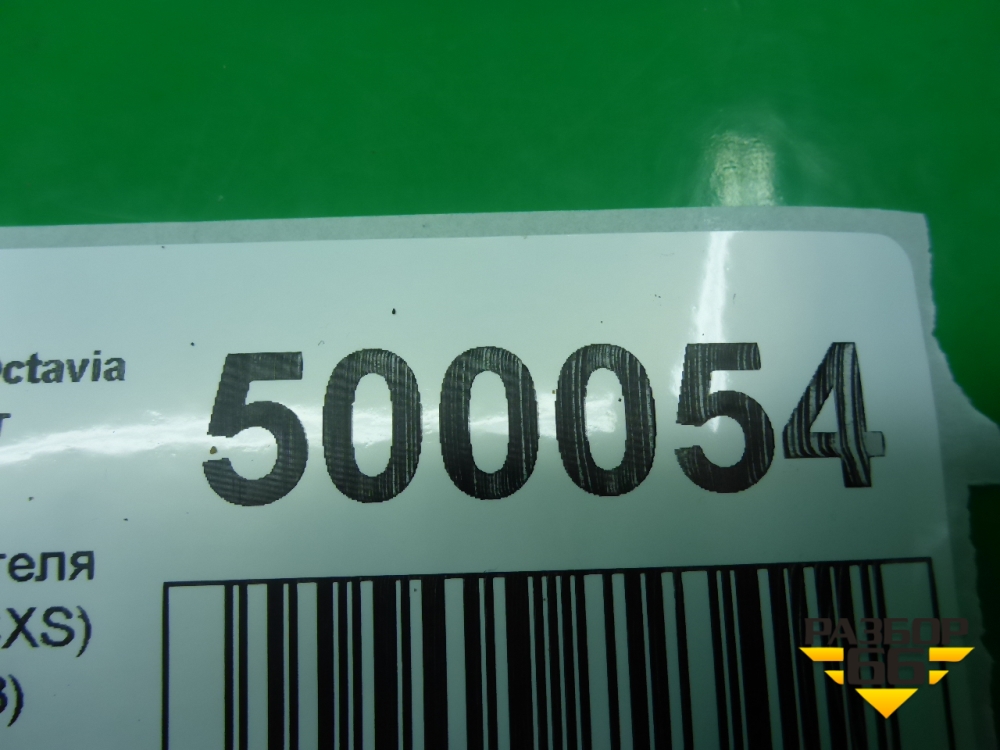 Octavia
500054
теля
XS)
)
РАЗБОР
66